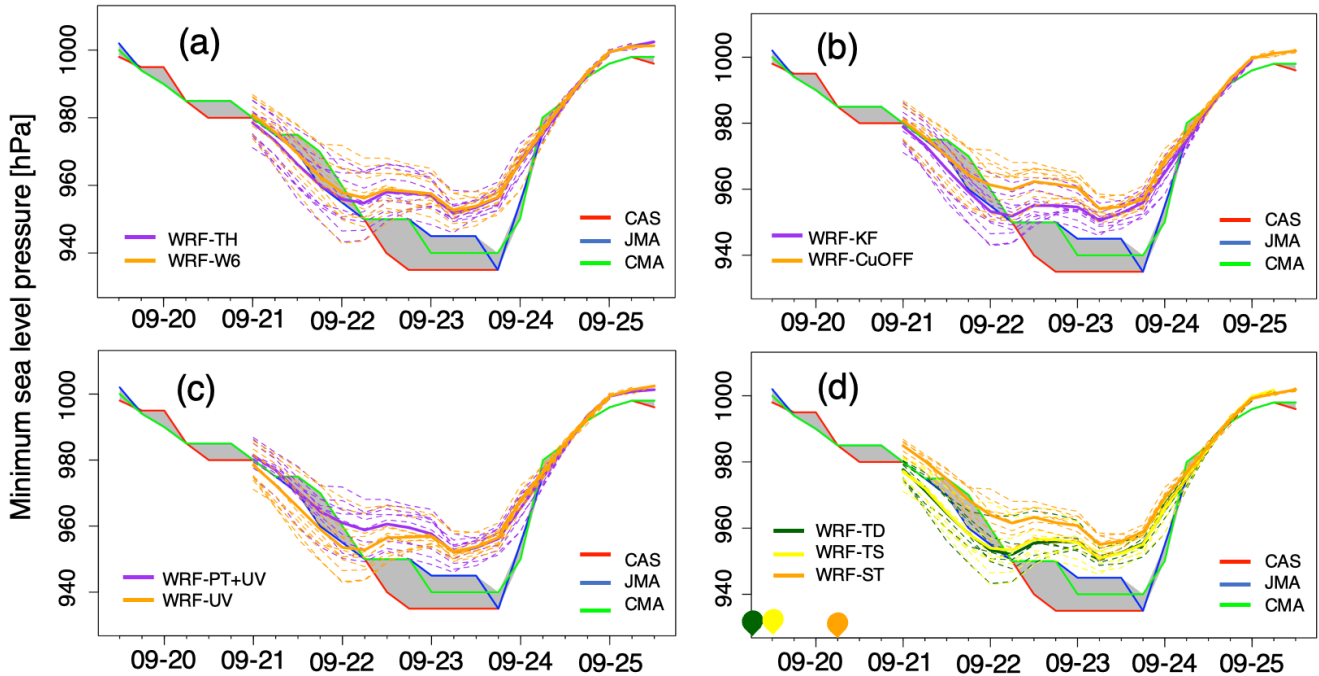 Minimum sea level pressure [hPa]
(a)
1000
980
960
940
WRF-TH
WRF-W6
CAS
JMA
CMA
09-20 09-21 09-22 09-23 09-24 09-25
(b)
1000
980
960
940
WRF-KF
WRF-CuOFF
CAS
JMA
CMA
09-20 09-21 09-22 09-23 09-24 09-25
(c)
1000
980
960
940
WRF-PT+UV
WRF-UV
CAS
JMA
CMA
09-20 09-21 09-22 09-23 09-24 09-25
(d)
1000
980
960
940
WRF-TD
WRF-TS
WRF-ST
CAS
JMA
CMA
09-20 09-21 09-22 09-23 09-24 09-25